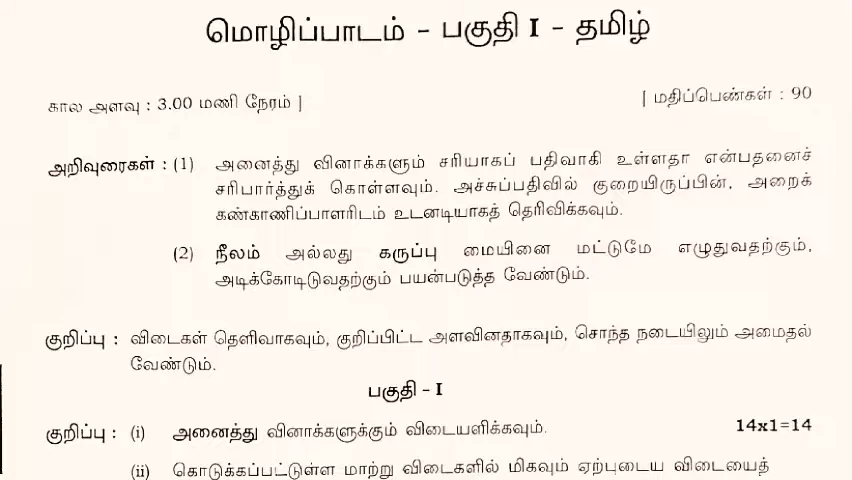 மொழிப்பாடம் – பகுதி I – தமிழ்
கால அளவு : 3.00 மணி நேரம் ] [ மதிப்பெண்கள் : 90
அறிவுரைகள் : (1) அனைத்து வினாக்களும் சரியாகப் பதிவாகி உள்ளதா என்பதனைச்
சரிபார்த்துக் கொள்ளவும். அச்சுப்பதிவில் குறையிருப்பின், அறைக்
கண்காணிப்பாளரிடம் உடனடியாகத் தெரிவிக்கவும்.
(2) நீலம் அல்லது கருப்பு மையினை மட்டுமே எழுதுவதற்கும்,
அடிக்கோடிடுவதற்கும் பயன்படுத்த வேண்டும்.
குறிப்பு : விடைகள் தெளிவாகவும், குறிப்பிட்ட அளவினதாகவும், சொந்த நடையிலும் அமைதல்
வேண்டும்.
பகுதி – I
குறிப்பு : (i) அனைத்து வினாக்களுக்கும் விடையளிக்கவும். 14x1=14
(ii) கொடுக்கப்பட்டுள்ள மாற்று விடைகளில் மிகவும் ஏற்புடைய விடையைத்